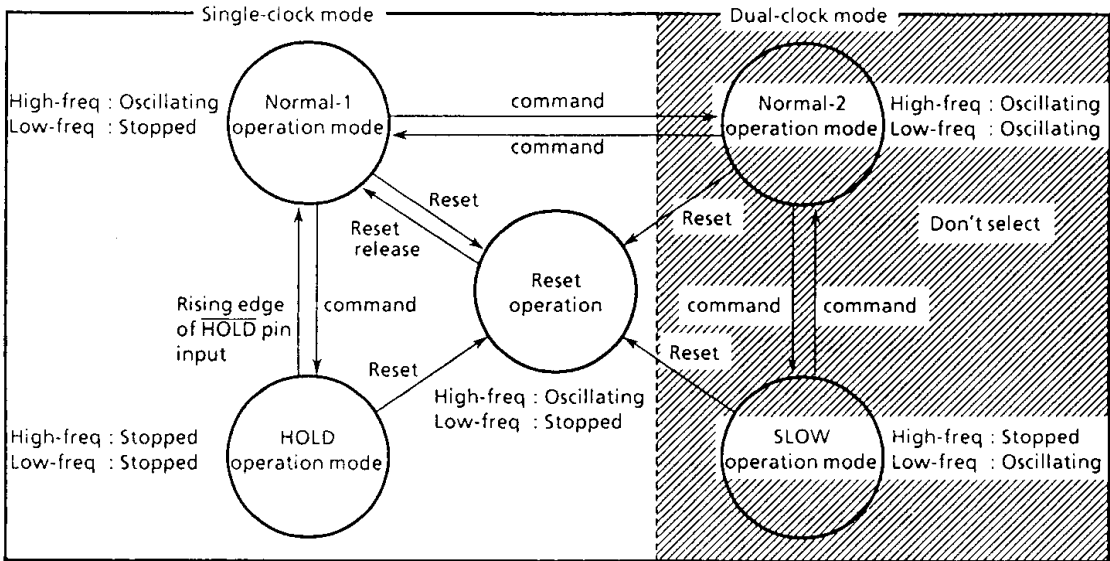 Single-clock mode
Dual-clock mode
High-freq : Oscillating
Low-freq : Stopped
Normal-1
operation mode
command
command
Normal-2
operation mode
High-freq : Oscillating
Low-freq : Oscillating
Reset
Reset
release
Reset
Don't select
Rising edge
of HOLD pin
input
command
Reset
operation
command
command
Reset
Reset
High-freq : Oscillating
Low-freq : Stopped
High-freq : Stopped
Low-freq : Stopped
HOLD
operation mode
SLOW
operation mode
High-freq : Stopped
Low-freq : Oscillating